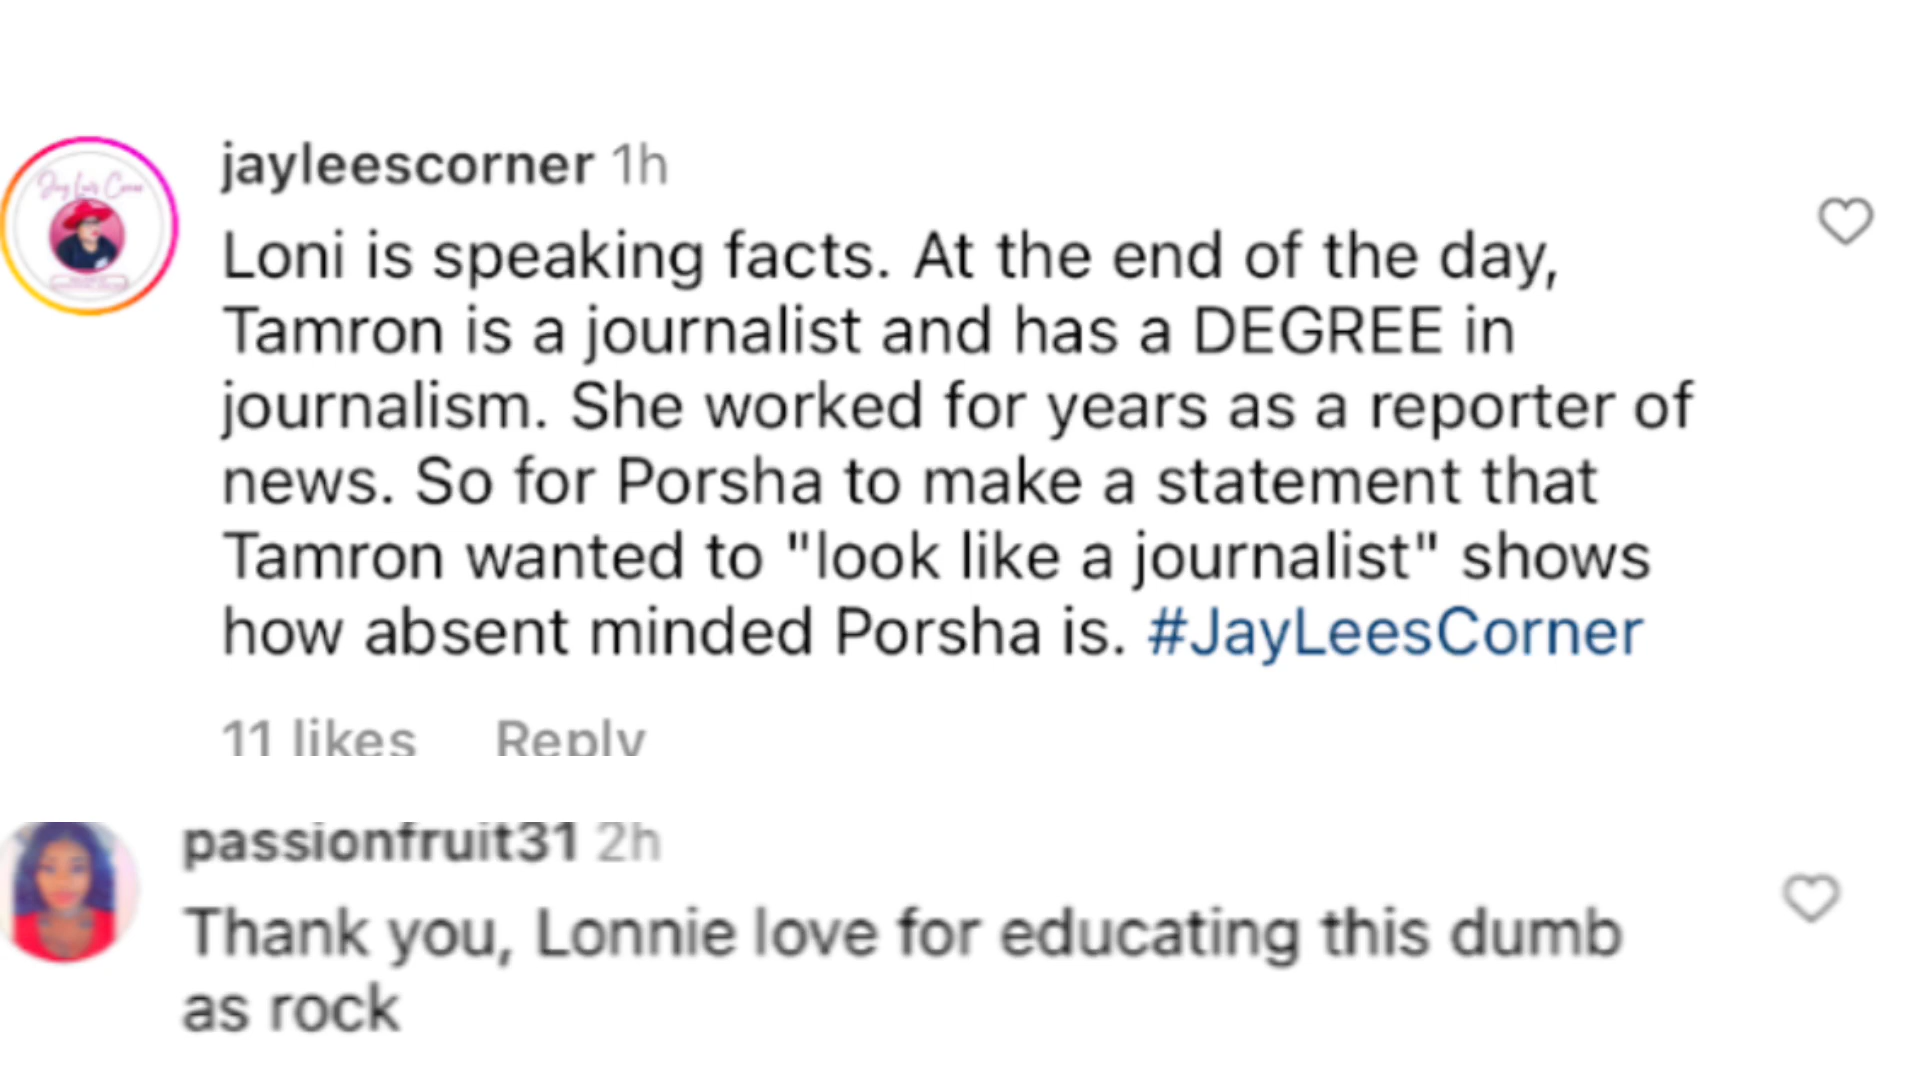 jayleescorner 1h
Loni is speaking facts. At the end of the day,
Tamron is a journalist and has a DEGREE in
journalism. She worked for years as a reporter of
news. So for Porsha to make a statement that
Tamron wanted to "look like a journalist" shows
how absent minded Porsha is. #JayLeesCorner
11 likes Reply
passionfruit31 2h
Thank you, Lonnie love for educating this dumb
as rock